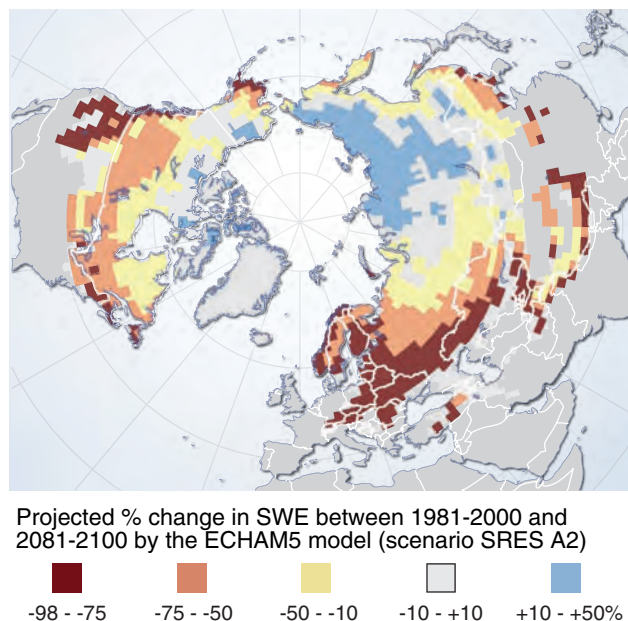 Projected % change in SWE between 1981-2000 and
2081-2100 by the ECHAM5 model (scenario SRES A2)
-98 - -75 -75 - -50 -50 - -10 -10 - +10 +10 - +50%